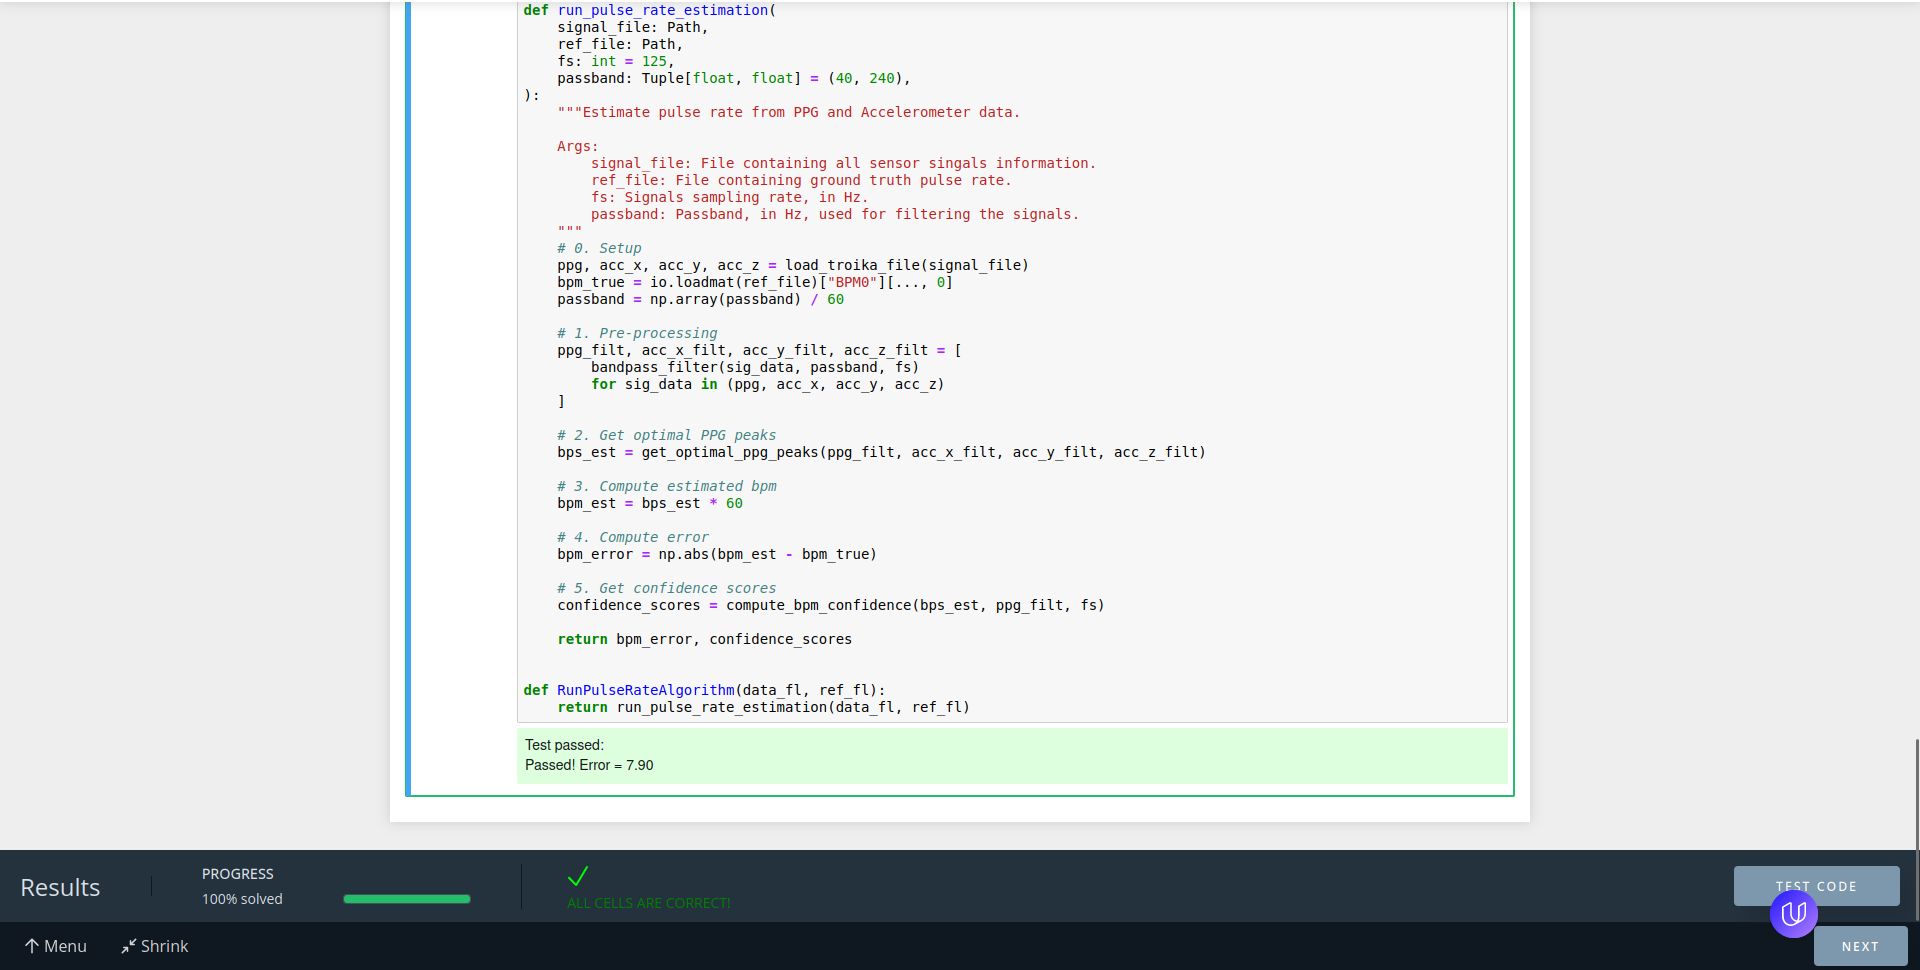 def run_pulse_rate_estimation(
    signal_file: Path,
    ref_file: Path,
    fs: int = 125,
    passband: Tuple[float, float] = (40, 240),
):
    """Estimate pulse rate from PPG and Accelerometer data.

    Args:
        signal_file: File containing all sensor singals information.
        ref_file: File containing ground truth pulse rate.
        fs: Signals sampling rate, in Hz.
        passband: Passband, in Hz, used for filtering the signals.
    """
    # 0. Setup
    ppg, acc_x, acc_y, acc_z = load_troika_file(signal_file)
    bpm_true = io.loadmat(ref_file)["BPM0"][..., 0]
    passband = np.array(passband) / 60

    # 1. Pre-processing
    ppg_filt, acc_x_filt, acc_y_filt, acc_z_filt = [
        bandpass_filter(sig_data, passband, fs)
        for sig_data in (ppg, acc_x, acc_y, acc_z)
    ]

    # 2. Get optimal PPG peaks
    bps_est = get_optimal_ppg_peaks(ppg_filt, acc_x_filt, acc_y_filt, acc_z_filt)

    # 3. Compute estimated bpm
    bpm_est = bps_est * 60

    # 4. Compute error
    bpm_error = np.abs(bpm_est - bpm_true)

    # 5. Get confidence scores
    confidence_scores = compute_bpm_confidence(bps_est, ppg_filt, fs)

    return bpm_error, confidence_scores


def RunPulseRateAlgorithm(data_fl, ref_fl):
    return run_pulse_rate_estimation(data_fl, ref_fl)
Test passed:
Passed! Error = 7.90
Results
PROGRESS
100% solved
ALL CELLS ARE CORRECT!
TEST CODE
Menu
Shrink
NEXT